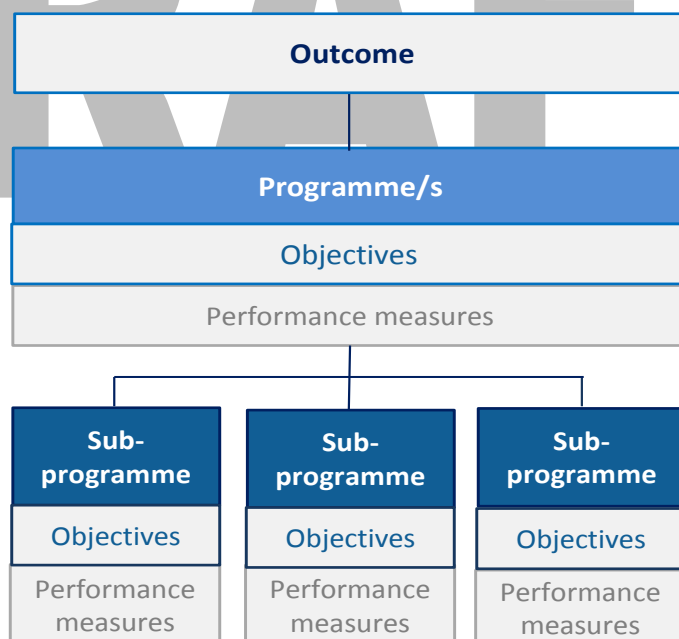 Outcome
Programme/s
Objectives
Performance measures
Sub-
programme
Objectives
Performance
measures
Sub-
programme
Objectives
Performance
measures
Sub-
programme
Objectives
Performance
measures